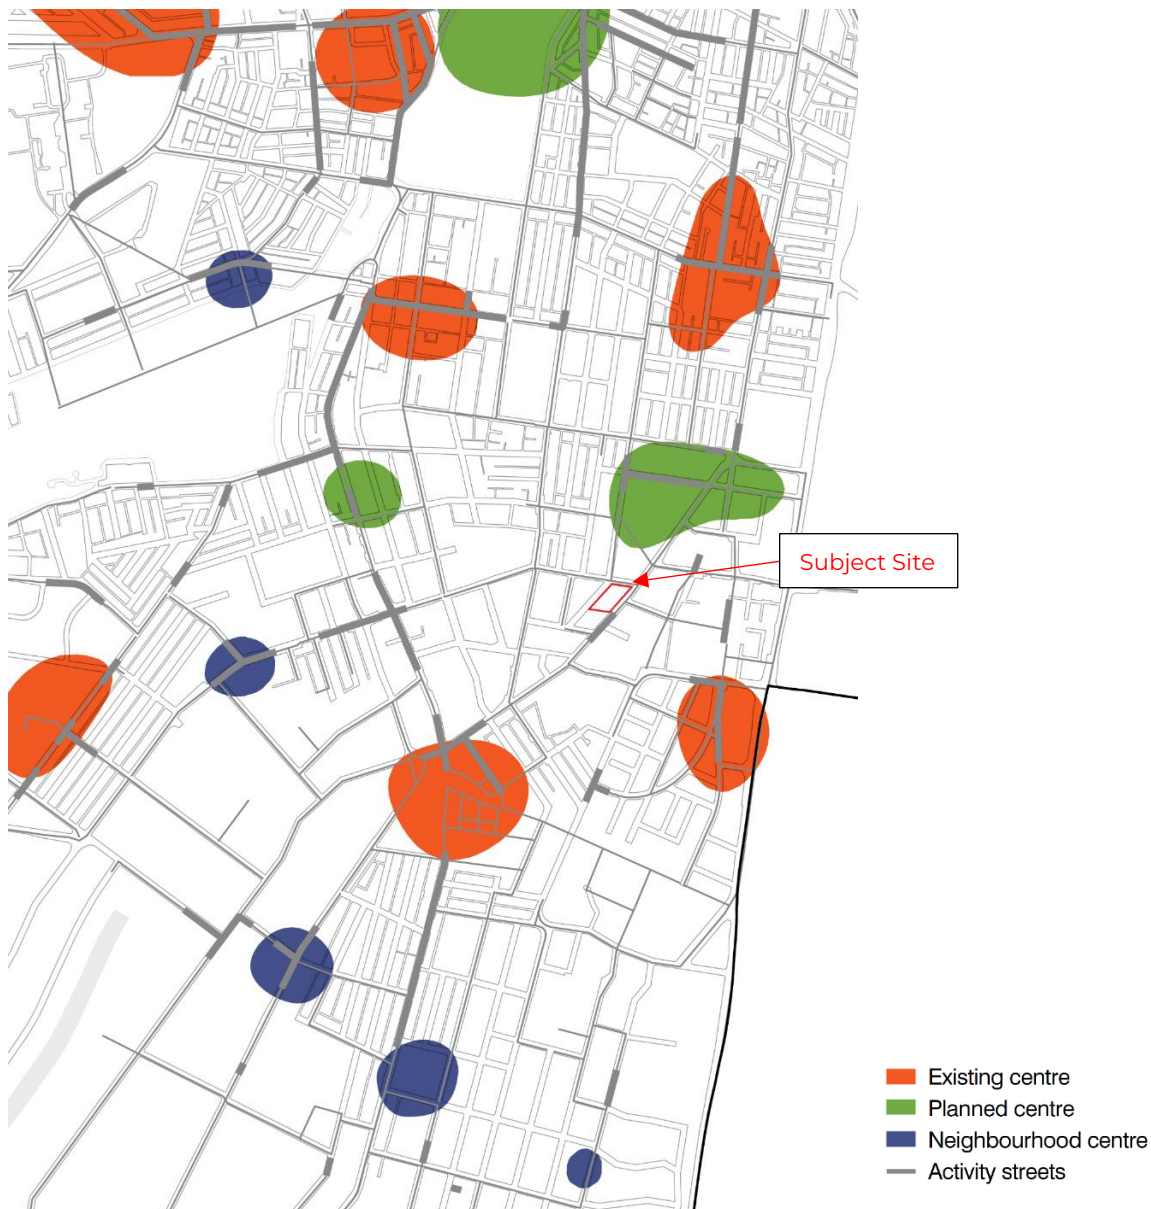 Subject Site
Existing centre
Planned centre
Neighbourhood centre
Activity streets